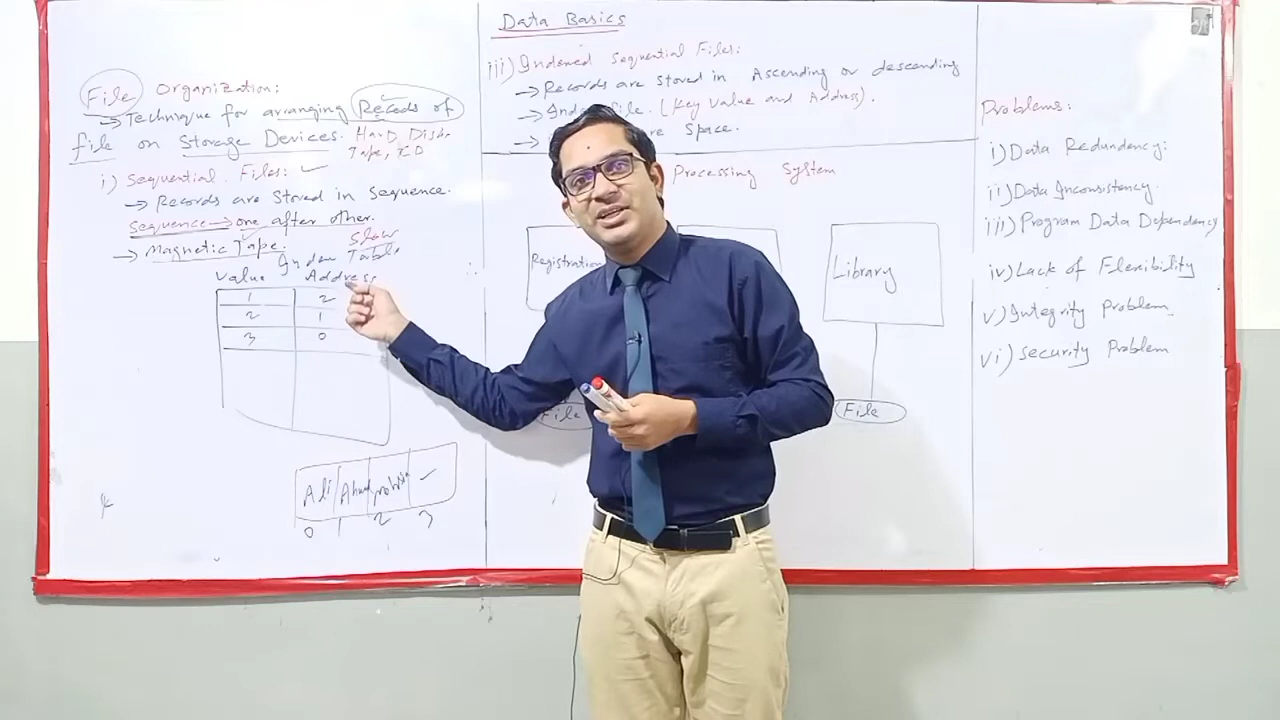 File Organization:
→ Technique for arranging Records of
file on Storage Devices. Hard Disk,
Tape, CD
i) Sequential Files:
→ Records are Stored in Sequence.
sequence → one after other.
→ Magnetic Tape.
Slow
Index Table
Value Address
1 2
2 1
3 0
Ali
0 1 2 3
Data Basics
iii) Indexed Sequential Files:
→ Records are Stored in Ascending or descending
→ file. (Key Value and Address).
→ Space.
Processing System
Registration
Library
File
File
Problems:
i) Data Redundency:
ii) Data Inconsistency.
iii) Program Data Dependency
iv) Lack of Flexibility
v) Integrity Problem
vi) Security Problem